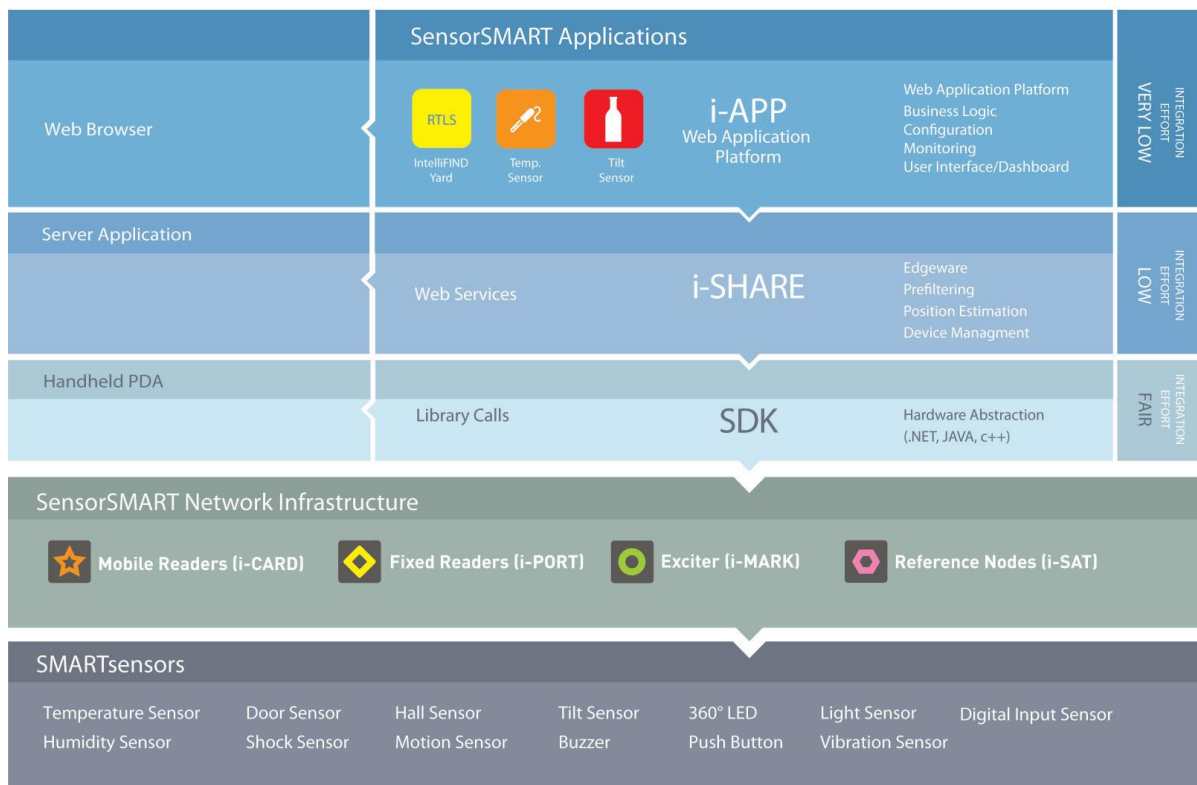 SensorSMART Applications
Web Browser
RTLS
IntelliFIND
Yard
Temp.
Sensor
Tilt
Sensor
i-APP
Web Application
Platform
Web Application Platform
Business Logic
Configuration
Monitoring
User Interface/Dashboard
INTEGRATION
EFFORT
VERY LOW
Server Application
Web Services
i-SHARE
Edgeware
Prefiltering
Position Estimation
Device Managment
INTEGRATION
EFFORT
LOW
Handheld PDA
Library Calls
SDK
Hardware Abstraction
(.NET, JAVA, c++)
INTEGRATION
EFFORT
FAIR
SensorSMART Network Infrastructure
Mobile Readers (i-CARD)
Fixed Readers (i-PORT)
Exciter (i-MARK)
Reference Nodes (i-SAT)
SMARTsensors
Temperature Sensor
Door Sensor
Hall Sensor
Tilt Sensor
360° LED
Light Sensor
Digital Input Sensor
Humidity Sensor
Shock Sensor
Motion Sensor
Buzzer
Push Button
Vibration Sensor